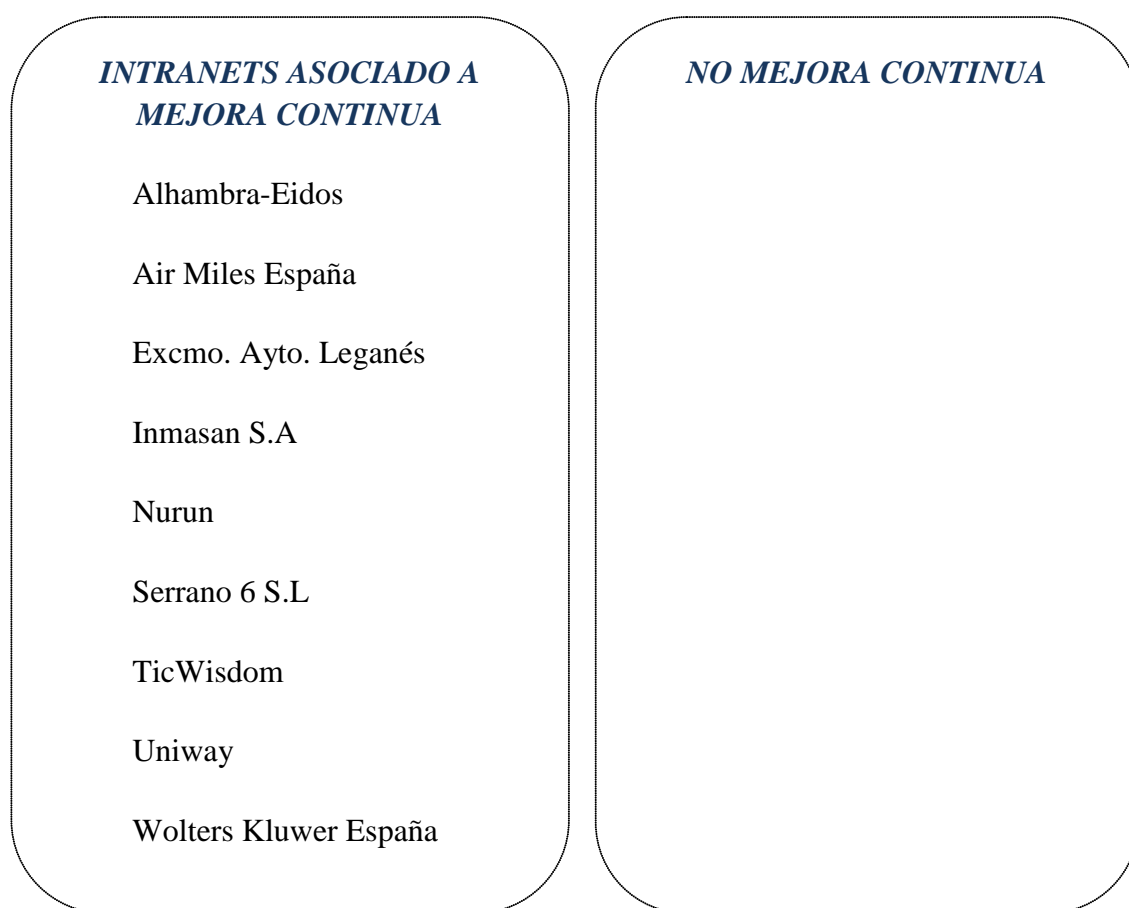 INTRANETS ASOCIADO A
MEJORA CONTINUA
Alhambra-Eidos
Air Miles España
Excmo. Ayto. Leganés
Inmasan S.A
Nurun
Serrano 6 S.L
TicWisdom
Uniway
Wolters Kluwer España
NO MEJORA CONTINUA